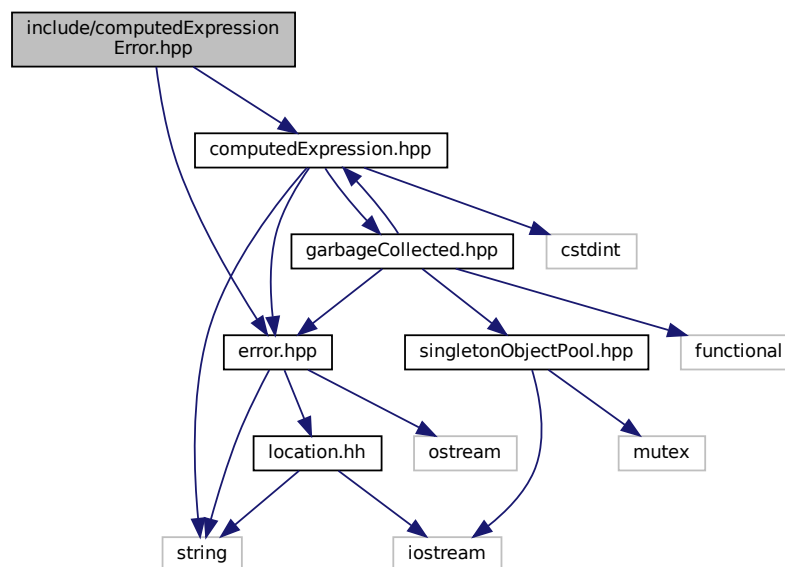 include/computedExpression
Error.hpp
computedExpression.hpp
garbageCollected.hpp
cstdint
error.hpp
singletonObjectPool.hpp
functional
location.hh
ostream
mutex
string
iostream